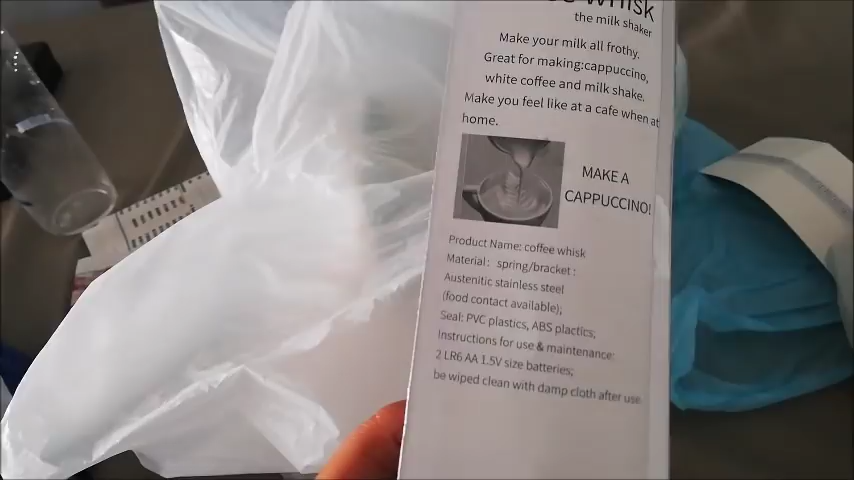 whisk
the milk shaker
Make your milk all frothy.
Great for making:cappuccino,
white coffee and milk shake.
Make you feel like at a cafe when at
home.
MAKE A
CAPPUCCINO!
Product Name: coffee whisk
Material: spring/bracket :
Austenitic stainless steel
(food contact available);
Seal: PVC plastics, ABS plactics;
Instructions for use & maintenance:
2 LR6 AA 1.5V size batteries;
be wiped clean with damp cloth after use.